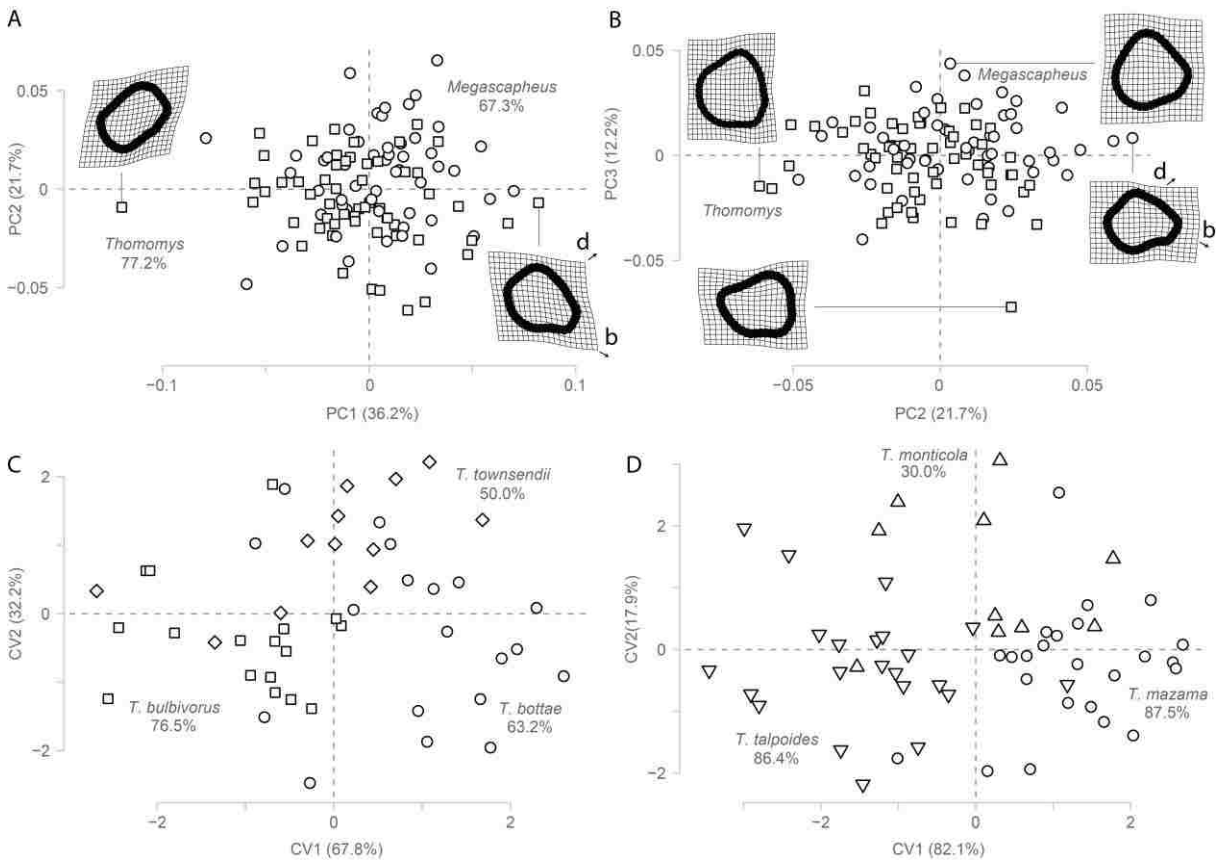 A
Megascapheus
67.3%
0.05
0
−0.05
PC2 (21.7%)
Thomomys
77.2%
d
b
−0.1
0
0.1
PC1 (36.2%)
B
Megascapheus
0.05
0
−0.05
PC3 (12.2%)
Thomomys
d
b
−0.05
0
0.05
PC2 (21.7%)
C
T. townsendii
50.0%
2
0
−2
CV2 (32.2%)
T. bulbivorus
76.5%
T. bottae
63.2%
−2
0
2
CV1 (67.8%)
D
T. monticola
30.0%
2
0
−2
CV2(17.9%)
T. mazama
87.5%
T. talpoides
86.4%
−2
0
2
CV1 (82.1%)